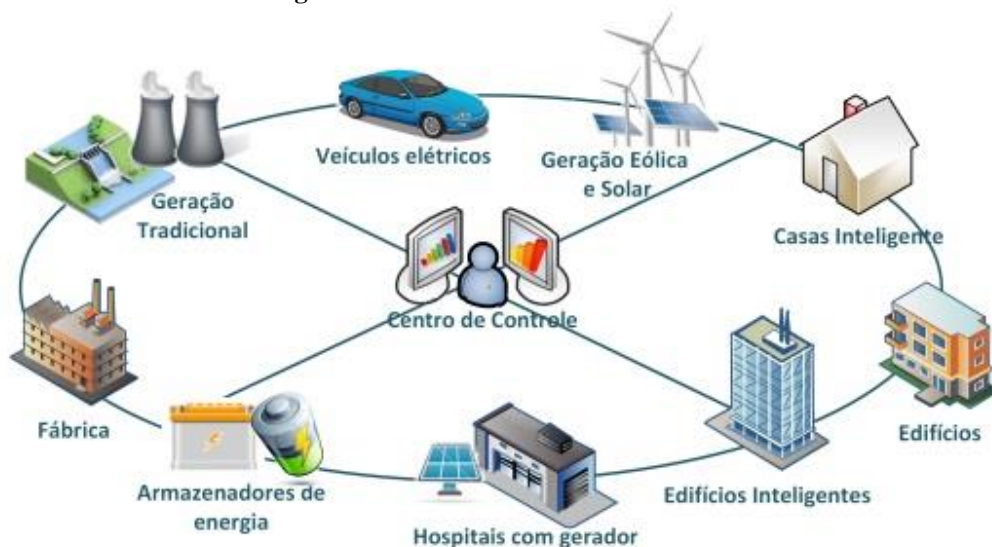 Veículos elétricos
Geração Eólica
e Solar
Geração
Tradicional
Casas Inteligente
Centro de Controle
Fábrica
Edifícios
Armazenadores de
energia
Edifícios Inteligentes
Hospitais com gerador